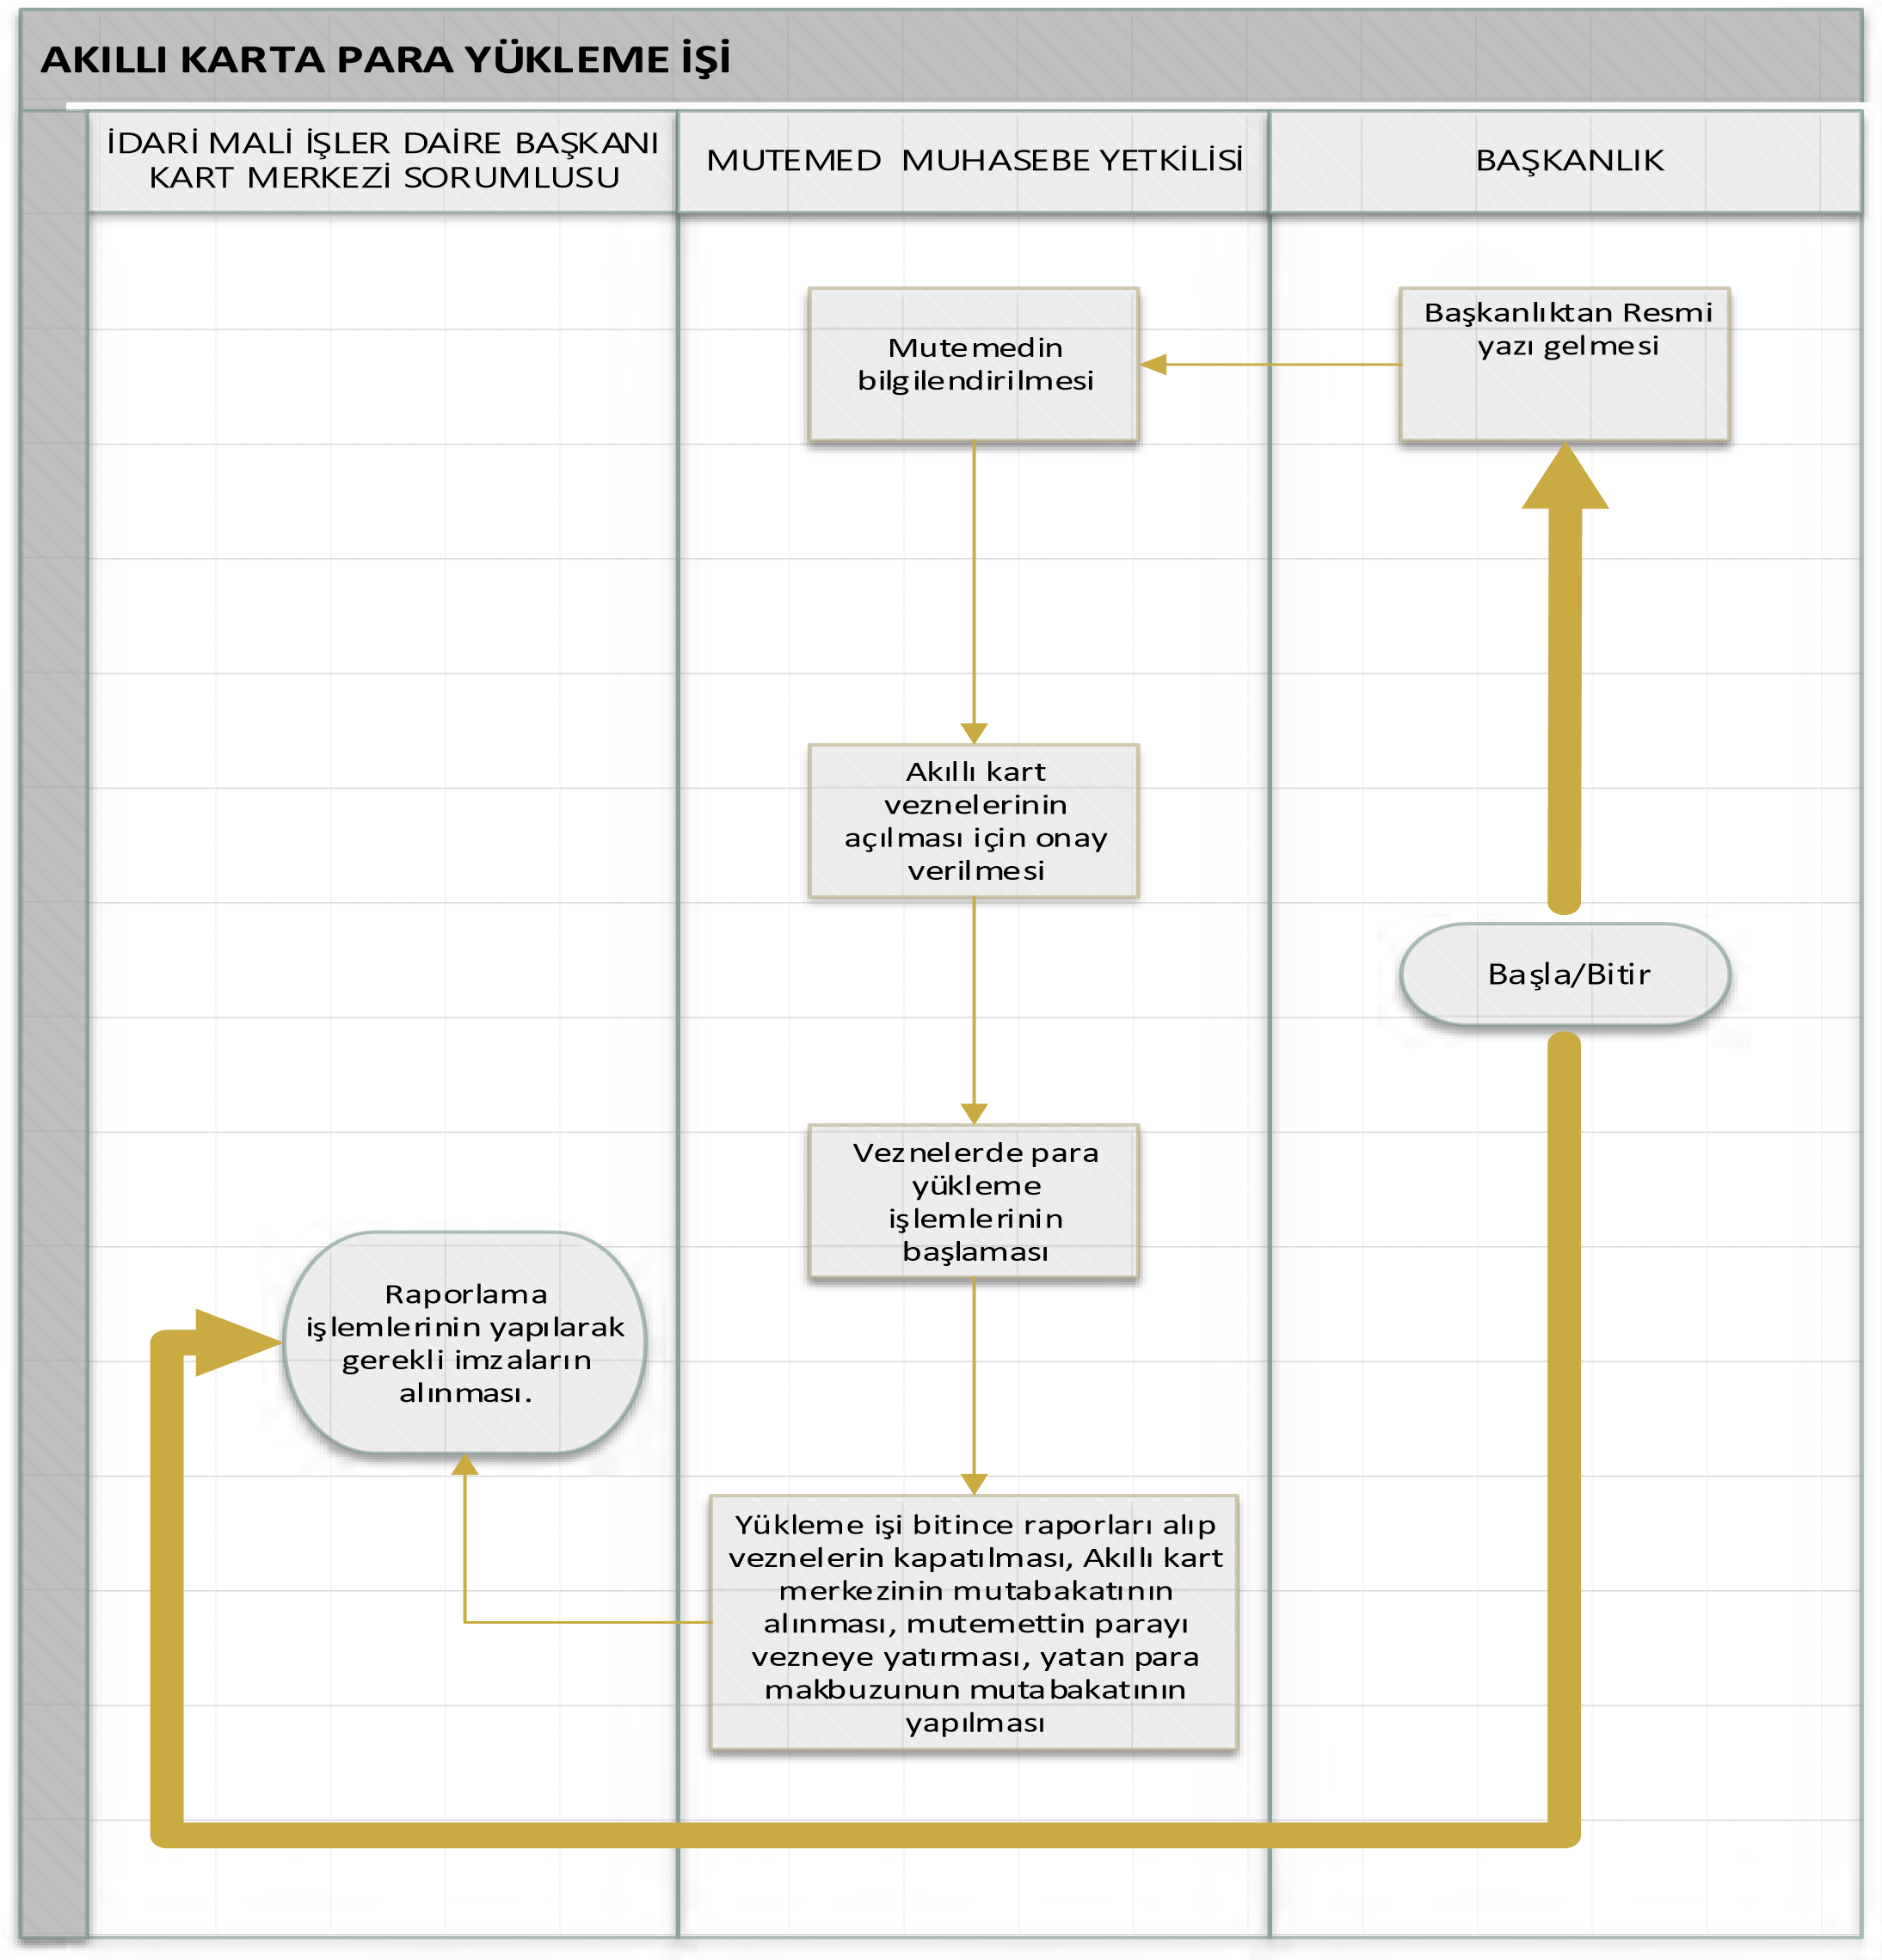 AKILLI KARTA PARA YÜKLEME İŞİ
İDARİ MALİ İŞLER DAİRE BAŞKANI
KART MERKEZİ SORUMLUSU
MUTEMED MUHASEBE YETKİLİSİ
BAŞKANLIK
Başkanlıktan Resmi
yazı gelmesi
Mutemedin
bilgilendirilmesi
Akıllı kart
veznelerinin
açılması için onay
verilmesi
Başla/Bitir
Veznelerde para
yükleme
işlemlerinin
başlaması
Raporlama
işlemlerinin yapılarak
gerekli imzaların
alınması.
Yükleme işi bitince raporları alıp
veznelerin kapatılması, Akıllı kart
merkezinin mutabakatının
alınması, mutemettin parayı
vezneye yatırması, yatan para
makbuzunun mutabakatının
yapılması